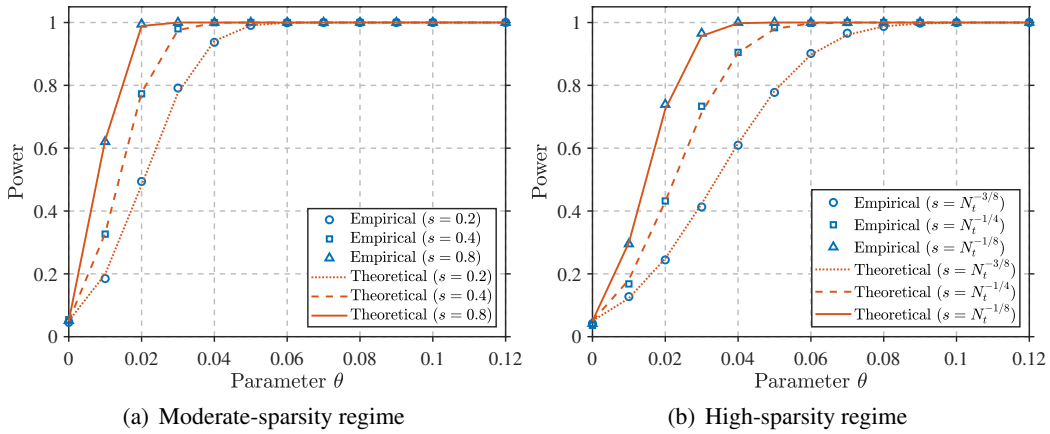 1
0.8
0.6
0.4
0.2
0
Power
Empirical (s = 0.2)
Empirical (s = 0.4)
Empirical (s = 0.8)
Theoretical (s = 0.2)
Theoretical (s = 0.4)
Theoretical (s = 0.8)
0 0.02 0.04 0.06 0.08 0.1 0.12
Parameter θ
(a) Moderate-sparsity regime
1
0.8
0.6
0.4
0.2
0
Power
Empirical (s = N_t^{-3/8})
Empirical (s = N_t^{-1/4})
Empirical (s = N_t^{-1/8})
Theoretical (s = N_t^{-3/8})
Theoretical (s = N_t^{-1/4})
Theoretical (s = N_t^{-1/8})
0 0.02 0.04 0.06 0.08 0.1 0.12
Parameter θ
(b) High-sparsity regime